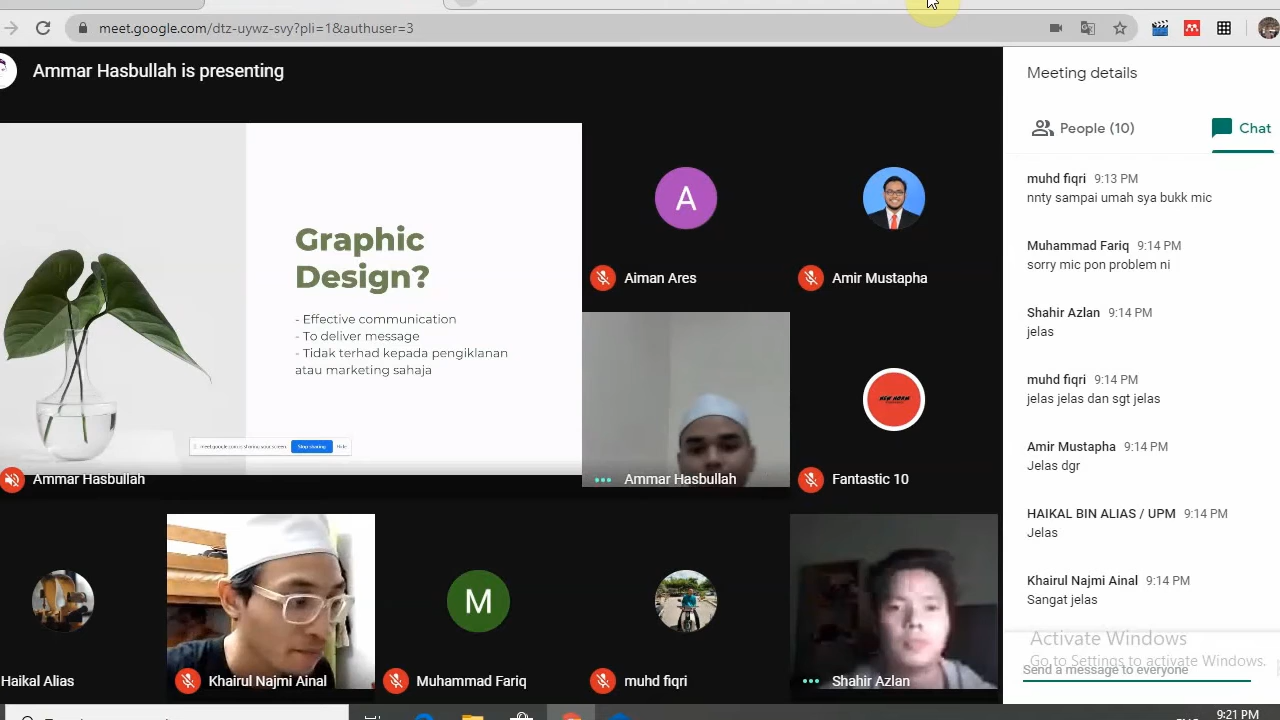 meet.google.com/dtz-uywz-svy?pli=1&authuser=3
Ammar Hasbullah is presenting
Graphic
Design?
- Effective communication
- To deliver message
- Tidak terhad kepada pengiklanan
atau marketing sahaja
Stop sharing
Hide
Ammar Hasbullah
A
Aiman Ares
Amir Mustapha
Ammar Hasbullah
Fantastic 10
Haikal Alias
Khairul Najmi Ainal
M
Muhammad Fariq
muhd fiqri
Shahir Azlan
Meeting details
People (10)
Chat
muhd fiqri 9:13 PM
nnty sampai umah sya bukk mic
Muhammad Fariq 9:14 PM
sorry mic pon problem ni
Shahir Azlan 9:14 PM
jelas
muhd fiqri 9:14 PM
jelas jelas dan sgt jelas
Amir Mustapha 9:14 PM
Jelas dgr
HAIKAL BIN ALIAS / UPM 9:14 PM
Jelas
Khairul Najmi Ainal 9:14 PM
Sangat jelas
Activate Windows
Go to Settings to activate Windows.
Send a message to everyone
9:21 PM